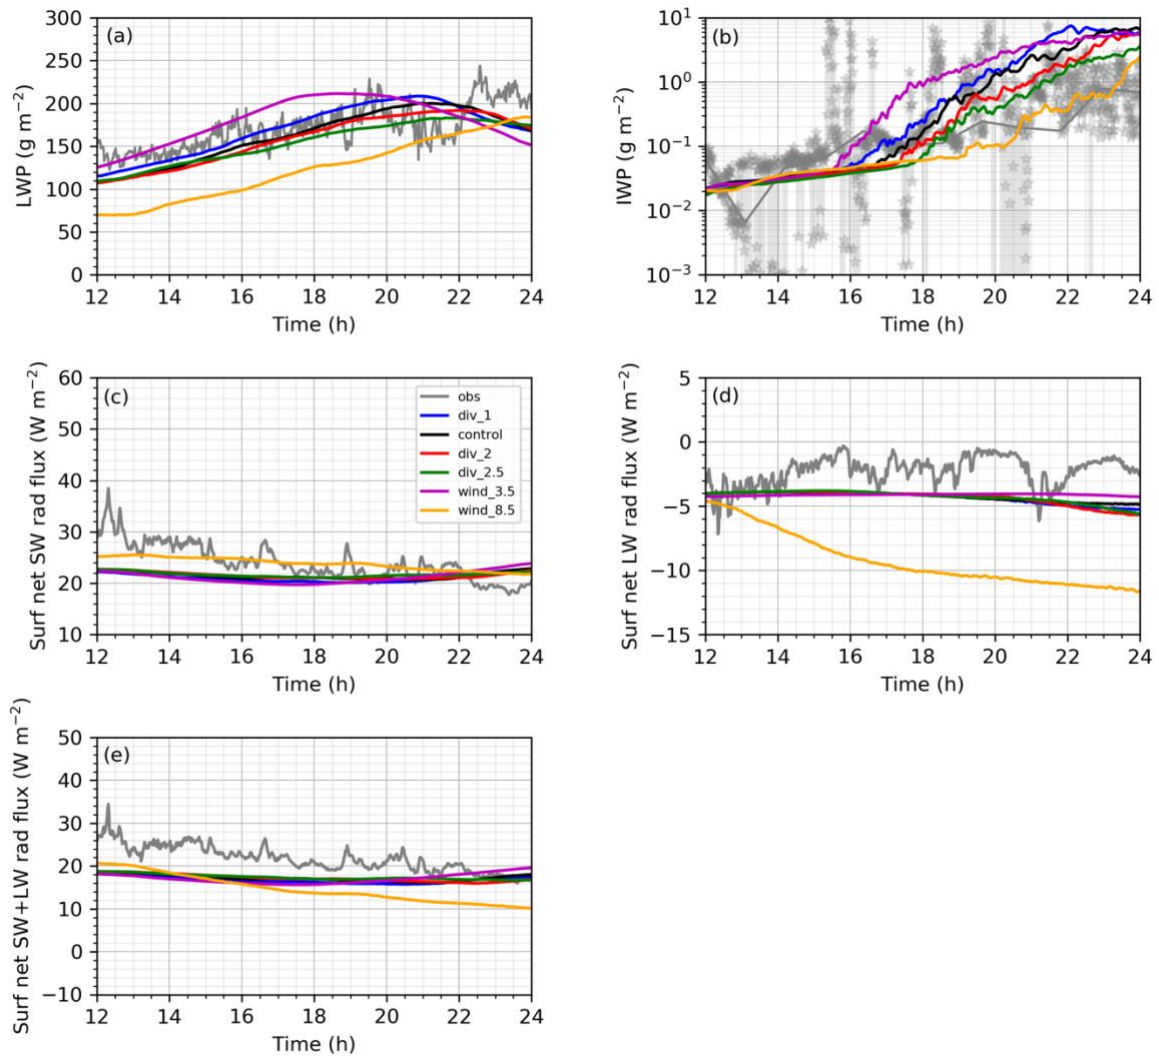 (a)
LWP (g m−2)
300
250
200
150
100
50
0
12 14 16 18 20 22 24
Time (h)
(b)
IWP (g m−2)
10^1
10^0
10^−1
10^−2
10^−3
12 14 16 18 20 22 24
Time (h)
(c)
Surf net SW rad flux (W m−2)
60
50
40
30
20
10
obs
div_1
control
div_2
div_2.5
wind_3.5
wind_8.5
12 14 16 18 20 22 24
Time (h)
(d)
Surf net LW rad flux (W m−2)
5
0
−5
−10
−15
12 14 16 18 20 22 24
Time (h)
(e)
Surf net SW+LW rad flux (W m−2)
50
40
30
20
10
0
−10
12 14 16 18 20 22 24
Time (h)